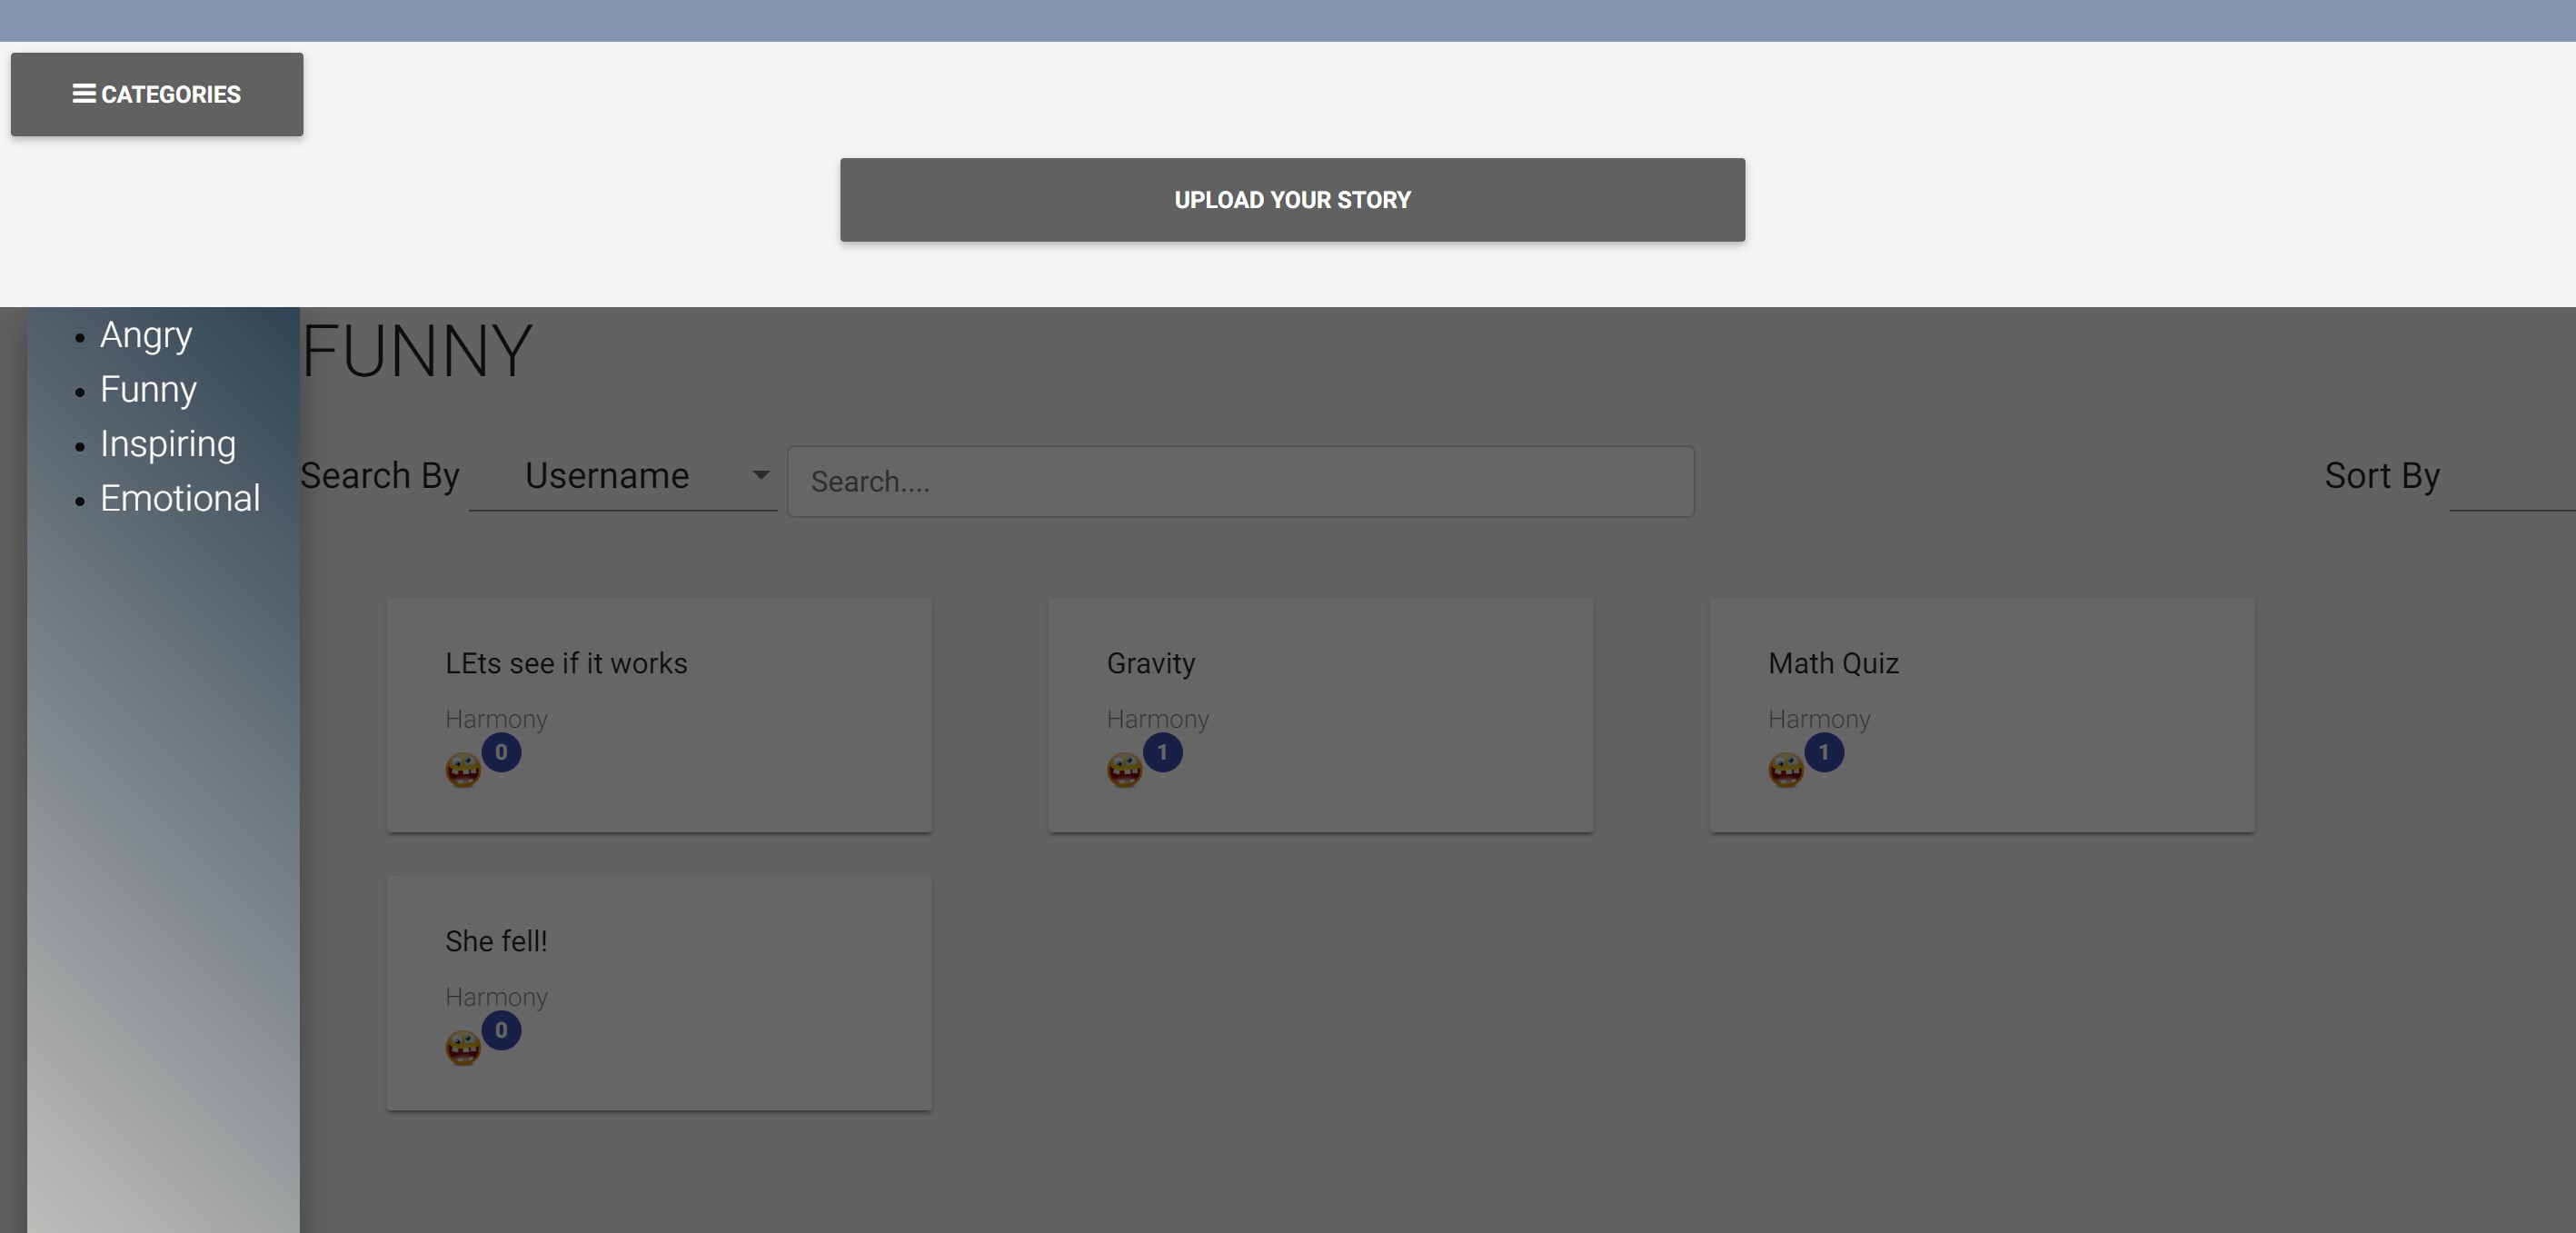 CATEGORIES
UPLOAD YOUR STORY
Angry
Funny
Inspiring
Emotional
FUNNY
Search By Username Search.... Sort By
LEts see if it works
Harmony
0
Gravity
Harmony
1
Math Quiz
Harmony
1
She fell!
Harmony
0